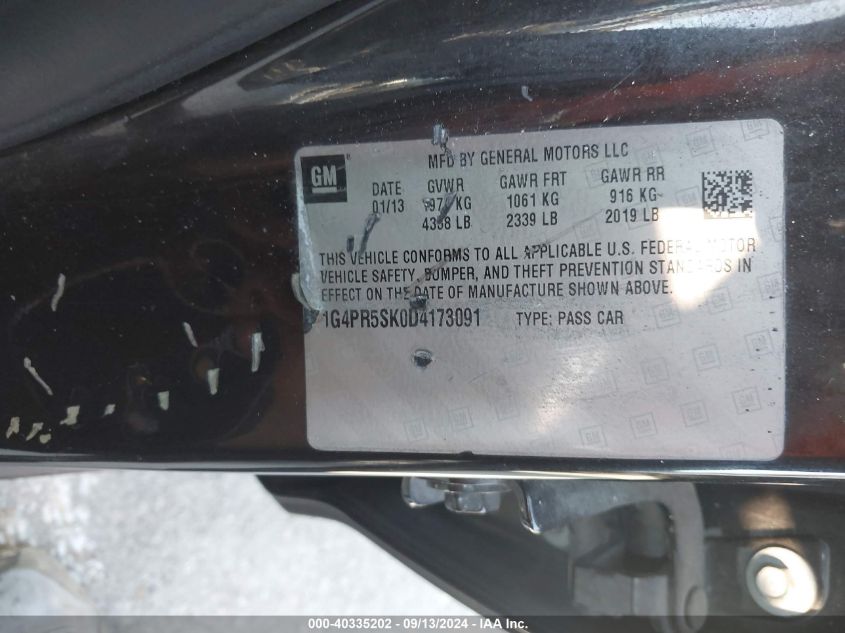 GM
MFD BY GENERAL MOTORS LLC
DATE GVWR GAWR FRT GAWR RR
01/13 KG 1061 KG 916 KG
LB 2339 LB 2019 LB
THIS VEHICLE CONFORMS TO ALL APPLICABLE U.S. FEDERAL MOTOR
VEHICLE SAFETY, BUMPER, AND THEFT PREVENTION STANDARDS IN
EFFECT ON THE DATE OF MANUFACTURE SHOWN ABOVE.
1G4PR5SK0D4173091 TYPE: PASS CAR
000-40335202 - 09/13/2024 - IAA Inc.